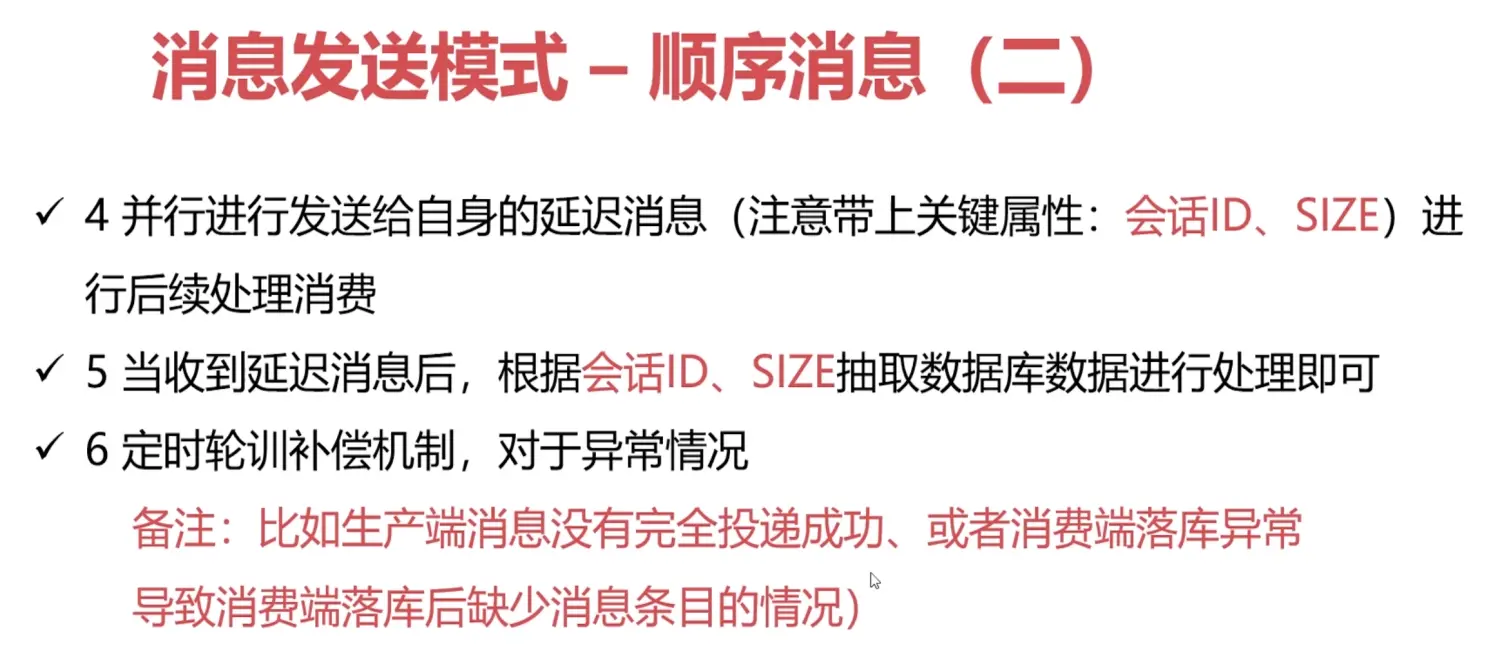 消息发送模式 – 顺序消息（二）
✓ 4 并行进行发送给自身的延迟消息（注意带上关键属性：会话ID、SIZE）进
行后续处理消费
✓ 5 当收到延迟消息后，根据会话ID、SIZE抽取数据库数据进行处理即可
✓ 6 定时轮训补偿机制，对于异常情况
备注：比如生产端消息没有完全投递成功、或者消费端落库异常
导致消费端落库后缺少消息条目的情况）